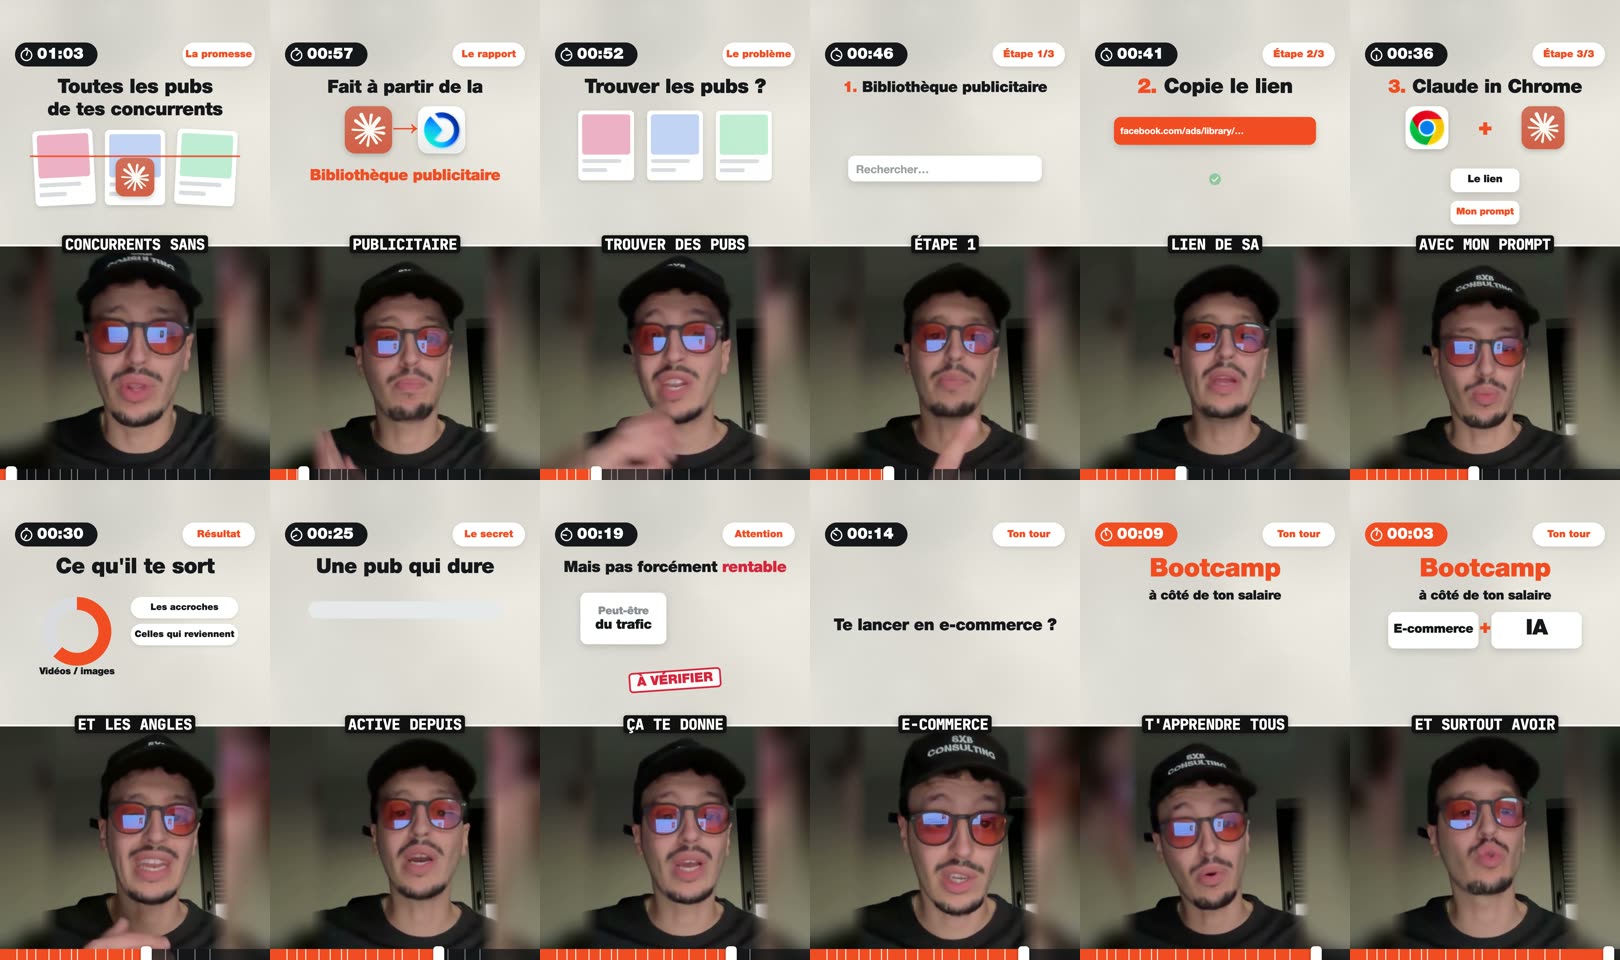 01:03
La promesse
Toutes les pubs
de tes concurrents
CONCURRENTS SANS
CONSULTING
00:57
Le rapport
Fait à partir de la
Bibliothèque publicitaire
PUBLICITAIRE
00:52
Le problème
Trouver les pubs ?
TROUVER DES PUBS
00:46
Étape 1/3
1. Bibliothèque publicitaire
Rechercher...
ÉTAPE 1
00:41
Étape 2/3
2. Copie le lien
facebook.com/ads/library/...
LIEN DE SA
00:36
Étape 3/3
3. Claude in Chrome
Le lien
Mon prompt
AVEC MON PROMPT
6X8
CONSULTING
00:30
Résultat
Ce qu'il te sort
Les accroches
Celles qui reviennent
Vidéos / images
ET LES ANGLES
00:25
Le secret
Une pub qui dure
ACTIVE DEPUIS
00:19
Attention
Mais pas forcément rentable
Peut-être
du trafic
À VÉRIFIER
ÇA TE DONNE
00:14
Ton tour
Te lancer en e-commerce ?
E-COMMERCE
6X8
CONSULTING
00:09
Ton tour
Bootcamp
à côté de ton salaire
T'APPRENDRE TOUS
6X8
CONSULTING
00:03
Ton tour
Bootcamp
à côté de ton salaire
E-commerce + IA
ET SURTOUT AVOIR